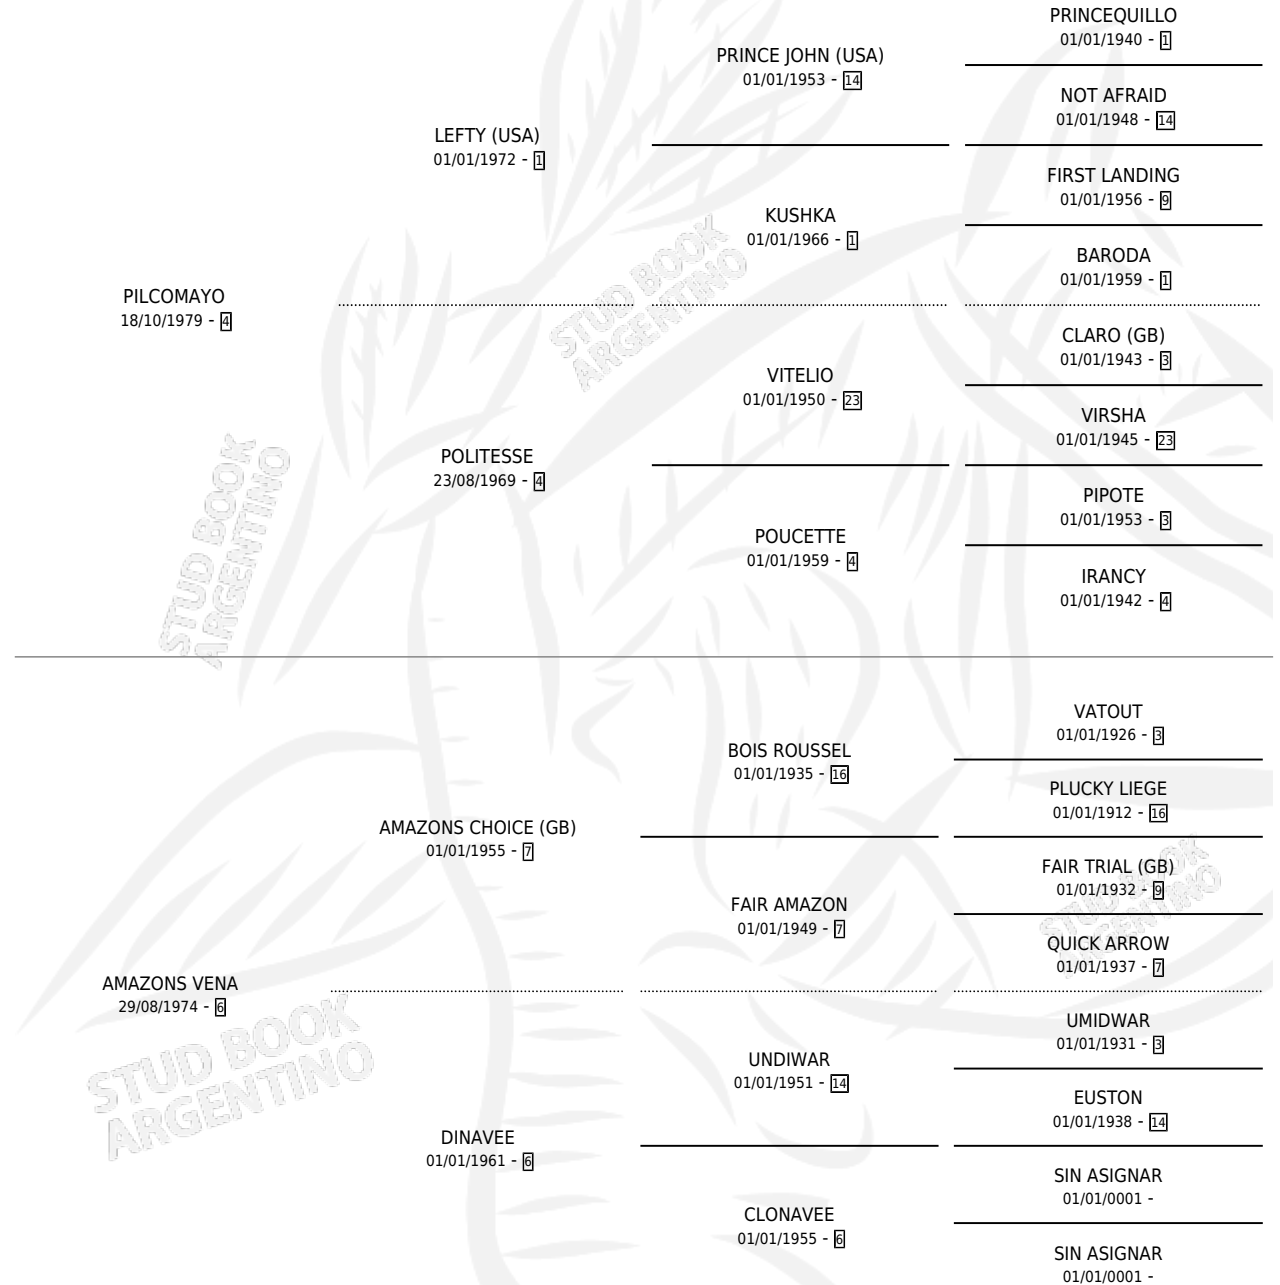 PRINCEQUILLO
01/01/1940 - 1
PRINCE JOHN (USA)
01/01/1953 - 14
NOT AFRAID
01/01/1948 - 14
LEFTY (USA)
01/01/1972 - 1
FIRST LANDING
01/01/1956 - 9
KUSHKA
01/01/1966 - 1
BARODA
01/01/1959 - 1
PILCOMAYO
18/10/1979 - 4
CLARO (GB)
01/01/1943 - 3
VITELIO
01/01/1950 - 23
VIRSHA
01/01/1945 - 23
POLITESSE
23/08/1969 - 4
PIPOTE
01/01/1953 - 3
POUCETTE
01/01/1959 - 4
IRANCY
01/01/1942 - 4
VATOUT
01/01/1926 - 3
BOIS ROUSSEL
01/01/1935 - 16
PLUCKY LIEGE
01/01/1912 - 16
AMAZONS CHOICE (GB)
01/01/1955 - 7
FAIR TRIAL (GB)
01/01/1932 - 9
FAIR AMAZON
01/01/1949 - 7
QUICK ARROW
01/01/1937 - 7
AMAZONS VENA
29/08/1974 - 6
UMIDWAR
01/01/1931 - 3
UNDIWAR
01/01/1951 - 14
EUSTON
01/01/1938 - 14
DINAVEE
01/01/1961 - 6
SIN ASIGNAR
01/01/0001 -
CLONAVEE
01/01/1955 - 6
SIN ASIGNAR
01/01/0001 -
STUD BOOK
ARGENTINO
STUD BOOK
ARGENTINO
STUD BOOK
ARGENTINO
STUD BOOK
ARGENTINO